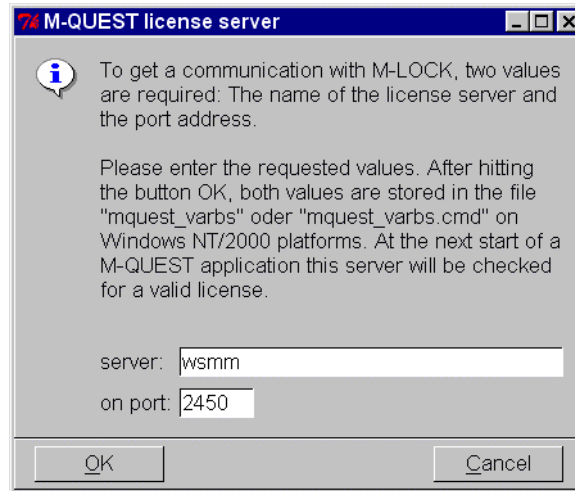 M-QUEST license server
To get a communication with M-LOCK, two values
are required: The name of the license server and
the port address.
Please enter the requested values. After hitting
the button OK, both values are stored in the file
"mquest_varbs" oder "mquest_varbs.cmd" on
Windows NT/2000 platforms. At the next start of a
M-QUEST application this server will be checked
for a valid license.
server: wsmm
on port: 2450
OK Cancel